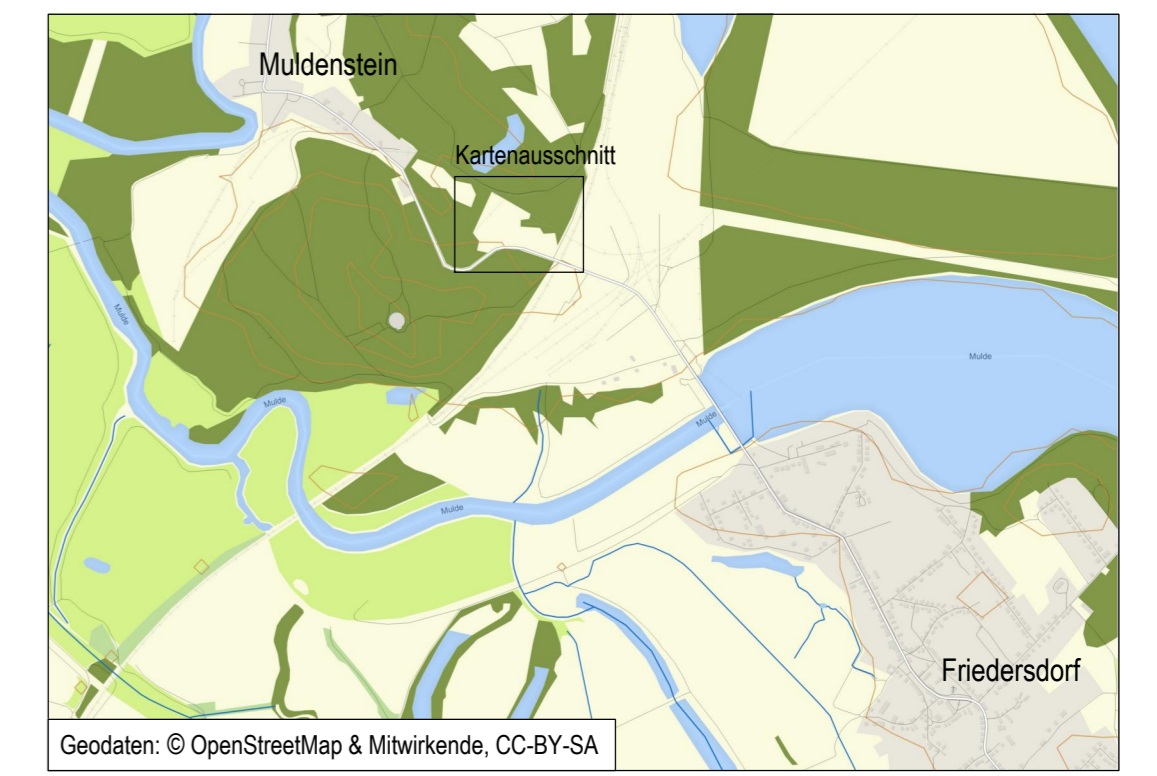 Muldenstein
Kartenausschnitt
Mulde
Mulde
Mulde
Mulde
Mulde
Friedersdorf
Geodaten: © OpenStreetMap & Mitwirkende, CC-BY-SA